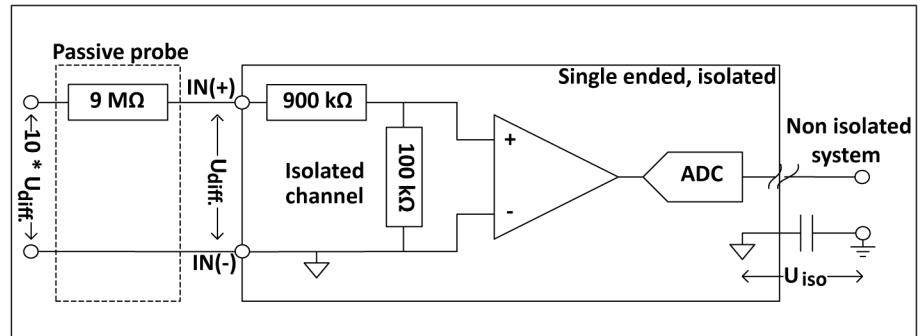 Passive probe
Single ended, isolated
IN(+)
9 MΩ
900 kΩ
10 * Udiff.
Udiff.
Isolated
channel
100 kΩ
+
-
ADC
Non isolated
system
IN(-)
Uiso